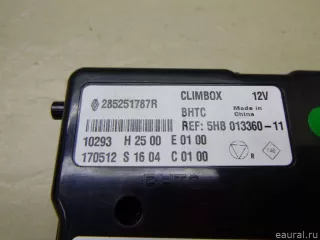 285251787R
CLIMBOX 12V
BHTC Made in China
REF: 5HB 013360-11
10293 H 25 00 E 01 00
170512 S 16 04 C 01 00
BHTC
R
© eaural.ru